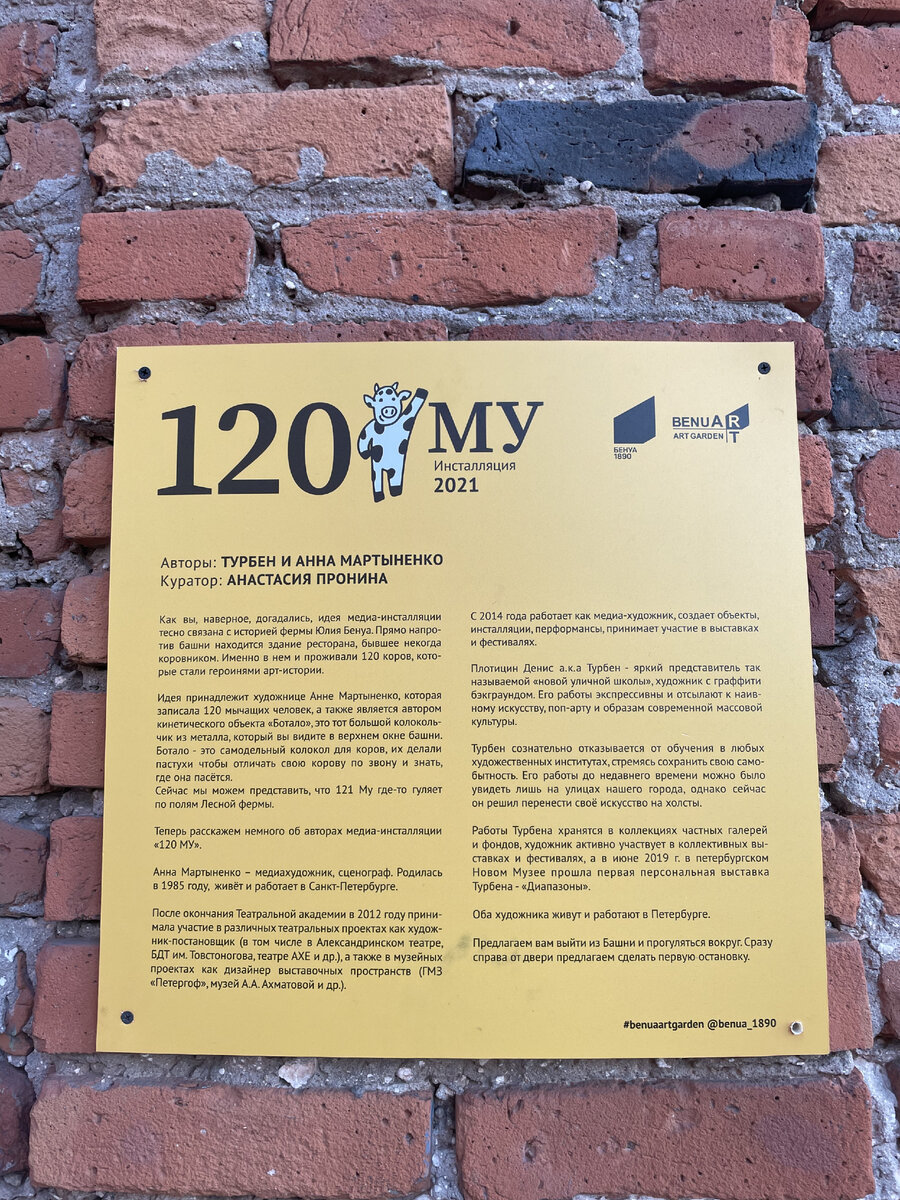 120 МУ
Инсталляция
2021
БЕНУА
1890
BENUART
ART GARDEN
Авторы: ТУРБЕН И АННА МАРТЫНЕНКО
Куратор: АНАСТАСИЯ ПРОНИНА
Как вы, наверное, догадались, идея медиа-инсталляции
тесно связана с историей фермы Юлия Бенуа. Прямо напро-
тив башни находится здание ресторана, бывшее некогда
коровником. Именно в нем и проживали 120 коров, кото-
рые стали героинями арт-истории.
Идея принадлежит художнице Анне Мартыненко, которая
записала 120 мычащих человек, а также является автором
кинетического объекта «Ботало», это тот большой колоколь-
чик из металла, который вы видите в верхнем окне башни.
Ботало - это самодельный колокол для коров, их делали
пастухи чтобы отличать свою корову по звону и знать,
где она пасётся.
Сейчас мы можем представить, что 121 Му где-то гуляет
по полям Лесной фермы.
Теперь расскажем немного об авторах медиа-инсталляции
«120 МУ».
Анна Мартыненко – медиахудожник, сценограф. Родилась
в 1985 году, живёт и работает в Санкт-Петербурге.
После окончания Театральной академии в 2012 году прини-
мала участие в различных театральных проектах как худож-
ник-постановщик (в том числе в Александринском театре,
БДТ им. Товстоногова, театре АХЕ и др.), а также в музейных
проектах как дизайнер выставочных пространств (ГМЗ
«Петергоф», музей А.А. Ахматовой и др.).
С 2014 года работает как медиа-художник, создает объекты,
инсталляции, перформансы, принимает участие в выставках
и фестивалях.
Плотицин Денис a.k.a Турбен - яркий представитель так
называемой «новой уличной школы», художник с граффити
бэкграундом. Его работы экспрессивны и отсылают к наив-
ному искусству, поп-арту и образам современной массовой
культуры.
Турбен сознательно отказывается от обучения в любых
художественных институтах, стремясь сохранить свою само-
бытность. Его работы до недавнего времени можно было
увидеть лишь на улицах нашего города, однако сейчас
он решил перенести своё искусство на холсты.
Работы Турбена хранятся в коллекциях частных галерей
и фондов, художник активно участвует в коллективных вы-
ставках и фестивалях, а в июне 2019 г. в петербургском
Новом Музее прошла первая персональная выставка
Турбена - «Диапазоны».
Оба художника живут и работают в Петербурге.
Предлагаем вам выйти из Башни и прогуляться вокруг. Сразу
справа от двери предлагаем сделать первую остановку.
#benuaartgarden @benua_1890